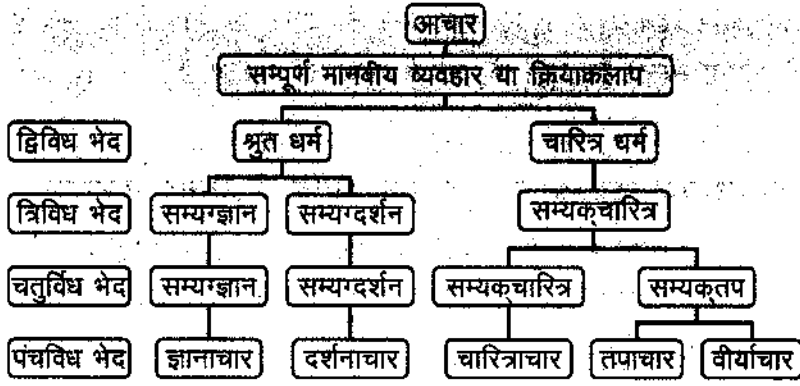 आचार
सम्पूर्ण मानवीय व्यवहार या क्रियाकलाप
द्विविध भेद श्रुत धर्म चारित्र धर्म
त्रिविध भेद सम्यग्ज्ञान सम्यग्दर्शन सम्यक्चारित्र
चतुर्विध भेद सम्यग्ज्ञान सम्यग्दर्शन सम्यक्चारित्र सम्यक्तप
पंचविध भेद ज्ञानाचार दर्शनाचार चारित्राचार तपाचार वीर्याचार